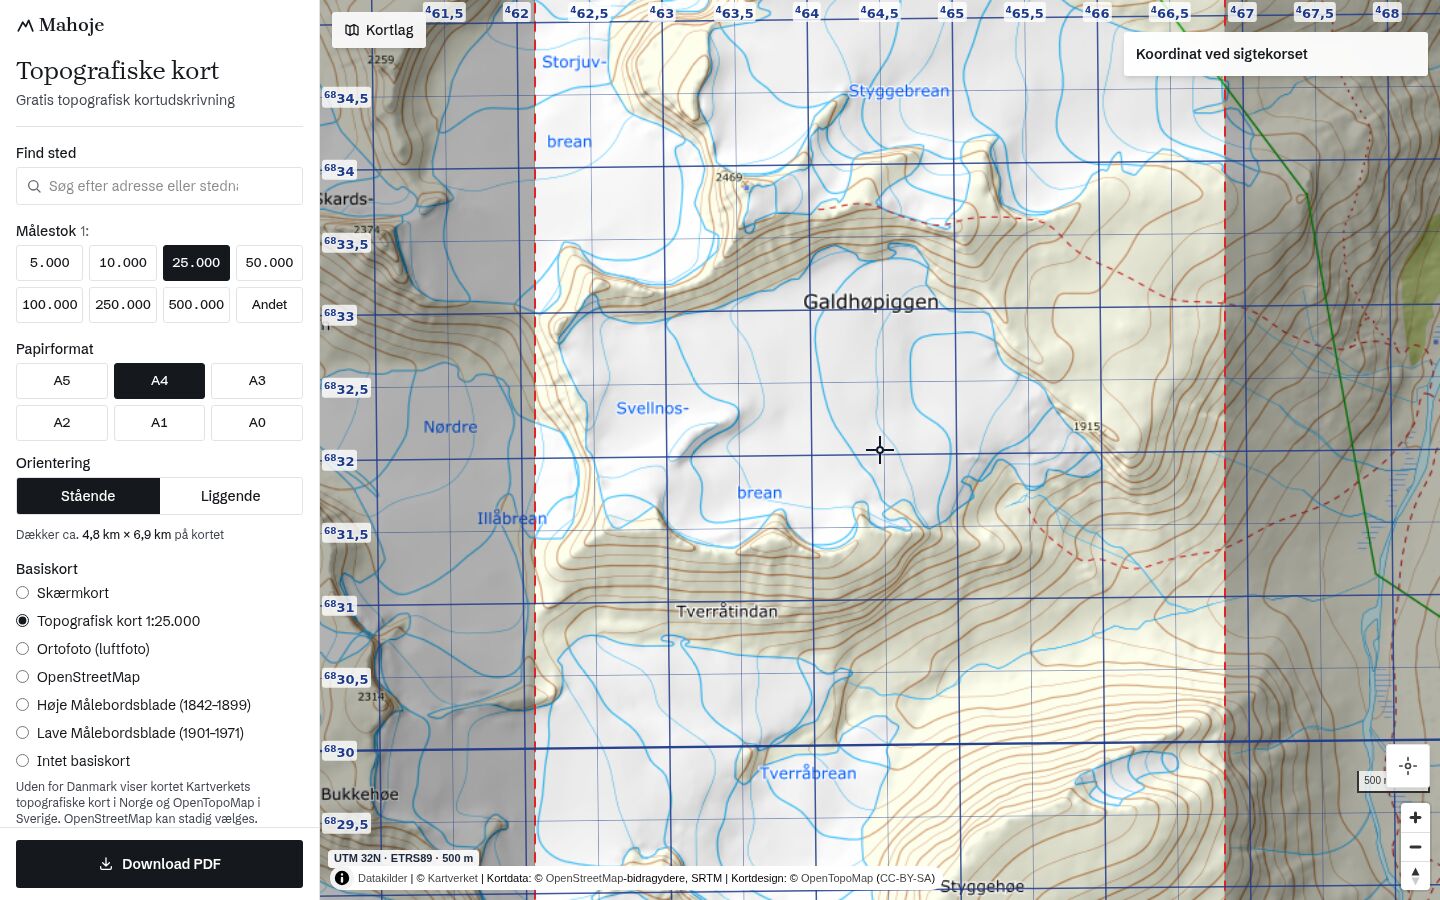 Mahoje
Topografiske kort
Gratis topografisk kortudskrivning
Find sted
Søg efter adresse eller stedna
Målestok 1:
5.000
10.000
25.000
50.000
100.000
250.000
500.000
Andet
Papirformat
A5
A4
A3
A2
A1
A0
Orientering
Stående
Liggende
Dækker ca. 4,8 km × 6,9 km på kortet
Basiskort
Skærmkort
Topografisk kort 1:25.000
Ortofoto (luftfoto)
OpenStreetMap
Høje Målebordsblade (1842-1899)
Lave Målebordsblade (1901-1971)
Intet basiskort
Uden for Danmark viser kortet Kartverkets
topografiske kort i Norge og OpenTopoMap i
Sverige. OpenStreetMap kan stadig vælges.
Download PDF
Kortlag
461,5
462
462,5
463
463,5
464
464,5
465
465,5
466
466,5
467
467,5
468
Koordinat ved sigtekorset
2259
Storjuv-
Styggebrean
6834,5
brean
6834
2469
Skards-
2374
6833,5
Galdhøpiggen
6833
6832,5
Svellnos-
Nørdre
1915
6832
brean
Illåbrean
6831,5
6831
Tverråtindan
6830,5
2314
6830
Tverråbrean
500
Bukkehøe
6829,5
UTM 32N · ETRS89 · 500 m
Datakilder | © Kartverket | Kortdata: © OpenStreetMap-bidragydere, SRTM | Kortdesign: © OpenTopoMap (CC-BY-SA)
Styggehøe